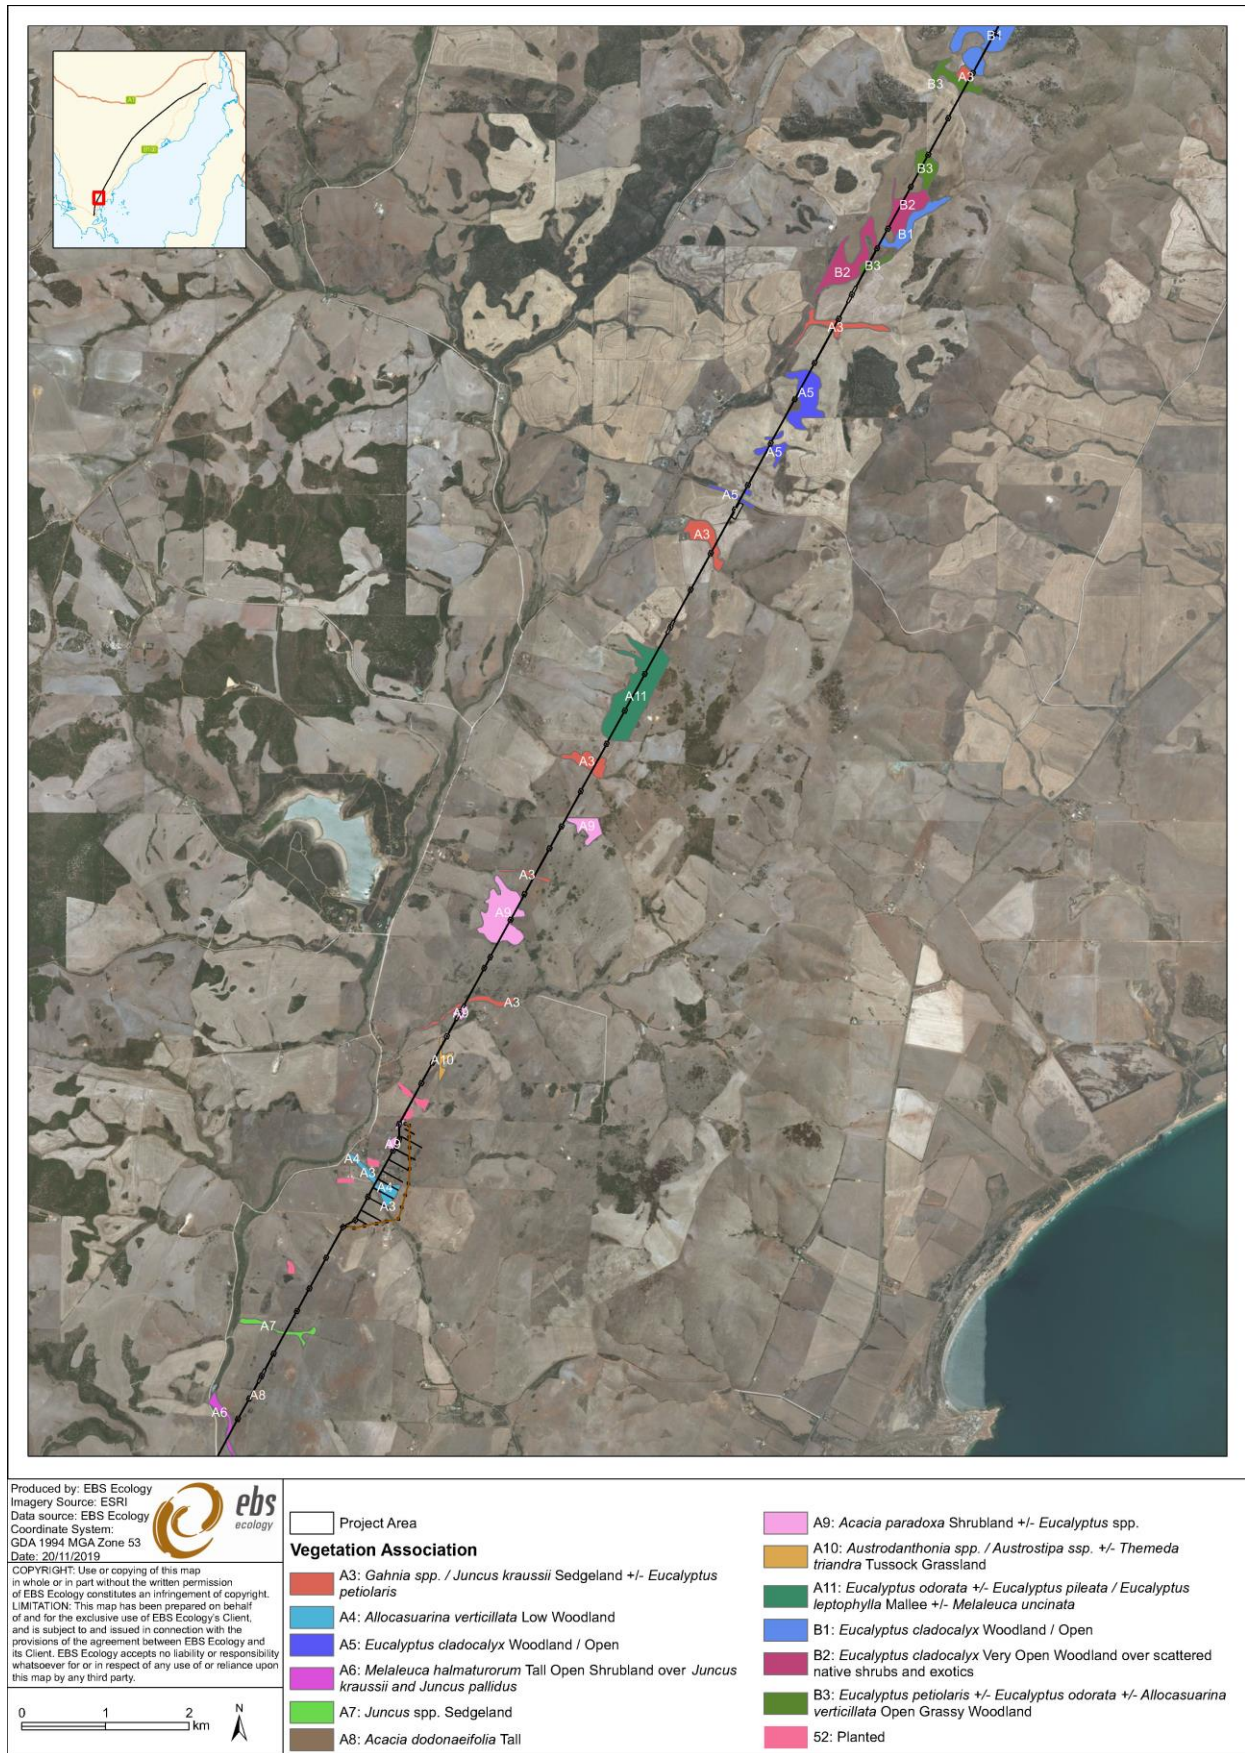 A1
B1
A3
B3
B3
B2
B1
B3
B2
A3
A5
A5
A5
A3
A11
A3
A9
A3
A9
A3
A9
A10
A9
A4
A3
A4
A3
A7
A8
A6
Produced by: EBS Ecology
Imagery Source: ESRI
Data source: EBS Ecology
Coordinate System:
GDA 1994 MGA Zone 53
Date: 20/11/2019
ebs
ecology
COPYRIGHT: Use or copying of this map
in whole or in part without the written permission
of EBS Ecology constitutes an infringement of copyright.
LIMITATION: This map has been prepared on behalf
of and for the exclusive use of EBS Ecology's Client,
and is subject to and issued in connection with the
provisions of the agreement between EBS Ecology and
its Client. EBS Ecology accepts no liability or responsibility
whatsoever for or in respect of any use of or reliance upon
this map by any third party.
0 1 2
km
N
Project Area
Vegetation Association
A3: Gahnia spp. / Juncus kraussii Sedgeland +/- Eucalyptus
petiolaris
A4: Allocasuarina verticillata Low Woodland
A5: Eucalyptus cladocalyx Woodland / Open
A6: Melaleuca halmaturorum Tall Open Shrubland over Juncus
kraussii and Juncus pallidus
A7: Juncus spp. Sedgeland
A8: Acacia dodonaeifolia Tall
A9: Acacia paradoxa Shrubland +/- Eucalyptus spp.
A10: Austrodanthonia spp. / Austrostipa ssp. +/- Themeda
triandra Tussock Grassland
A11: Eucalyptus odorata +/- Eucalyptus pileata / Eucalyptus
leptophylla Mallee +/- Melaleuca uncinata
B1: Eucalyptus cladocalyx Woodland / Open
B2: Eucalyptus cladocalyx Very Open Woodland over scattered
native shrubs and exotics
B3: Eucalyptus petiolaris +/- Eucalyptus odorata +/- Allocasuarina
verticillata Open Grassy Woodland
52: Planted